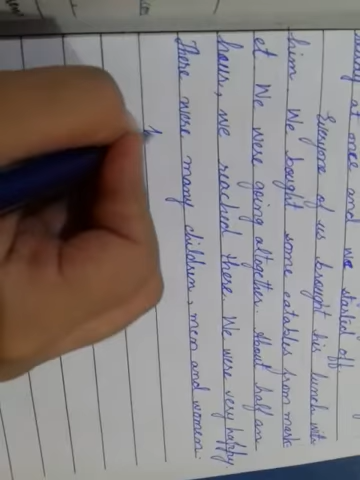 at once and we started off.
Everyone of us brought his lunch with
him. We bought some eatables from mark-
et. We were going altogether. About half an
hour, we reached there. We were very happy.
There were many children, men and women.